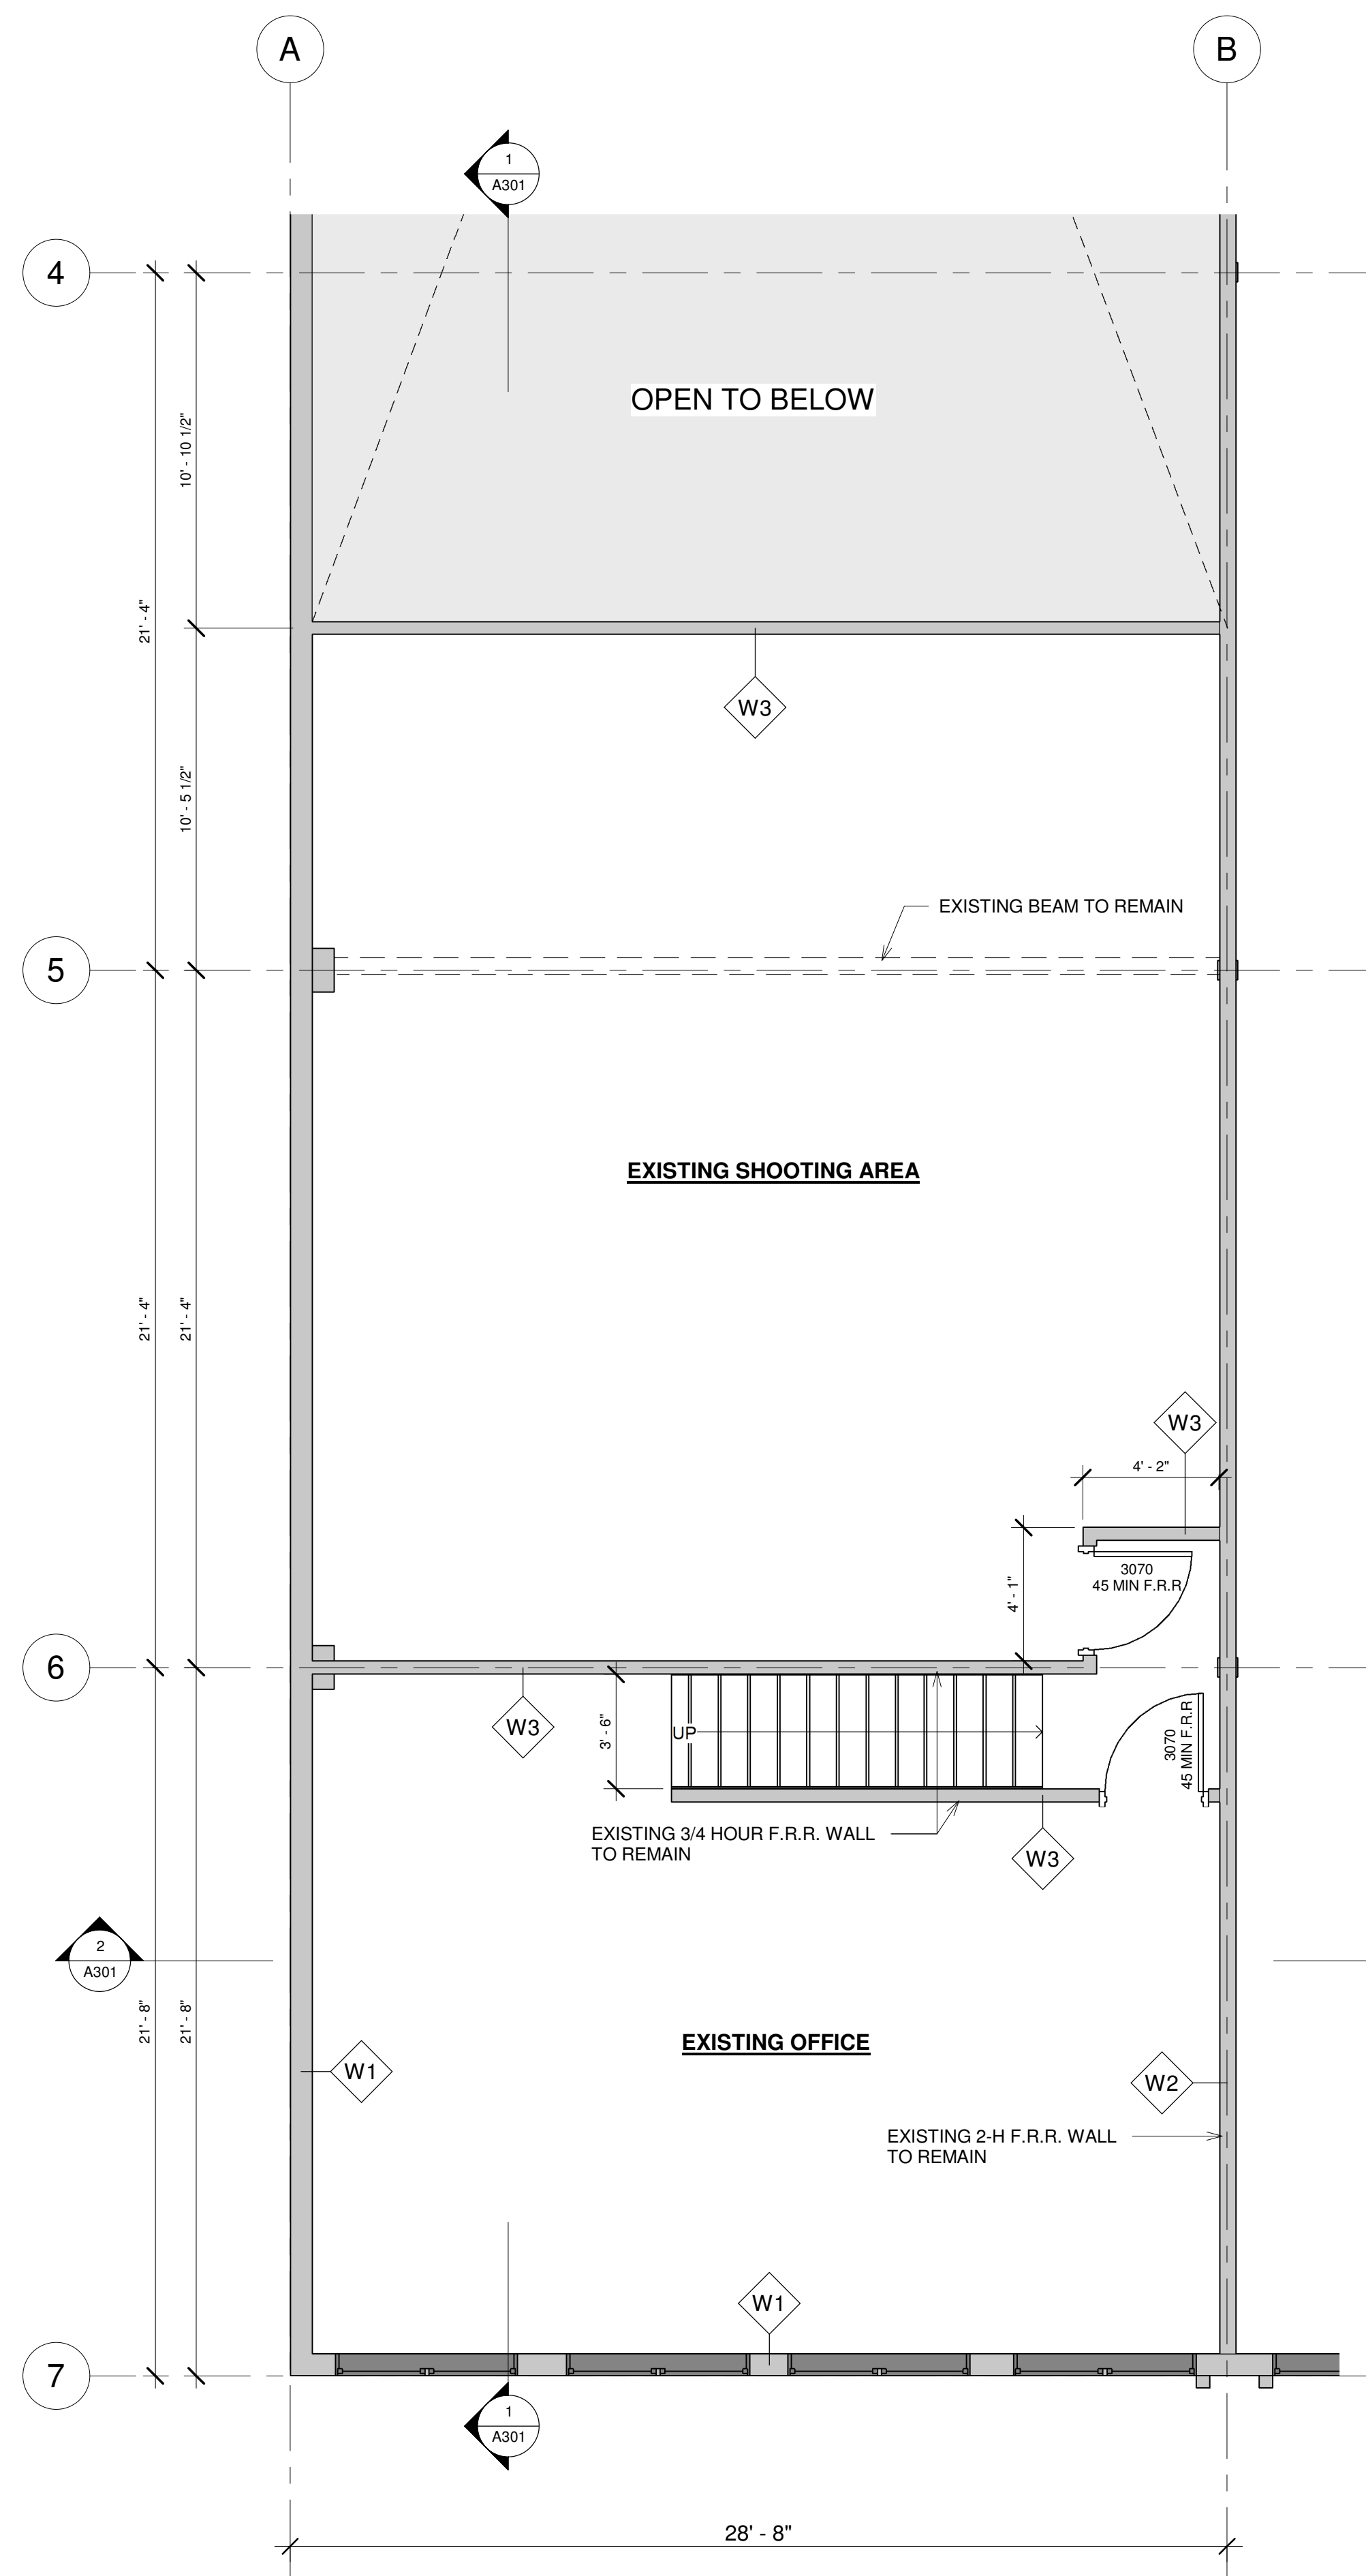 A
B
1
A301
4
OPEN TO BELOW
10' - 10 1/2"
21' - 4"
W3
10' - 5 1/2"
EXISTING BEAM TO REMAIN
5
EXISTING SHOOTING AREA
21' - 4"
21' - 4"
W3
4' - 2"
3070
45 MIN F.R.R
4' - 1"
6
W3
3' - 6"
UP
3070
45 MIN F.R.R
EXISTING 3/4 HOUR F.R.R. WALL
TO REMAIN
W3
2
A301
21' - 8"
21' - 8"
EXISTING OFFICE
W1
W2
EXISTING 2-H F.R.R. WALL
TO REMAIN
W1
7
1
A301
28' - 8"